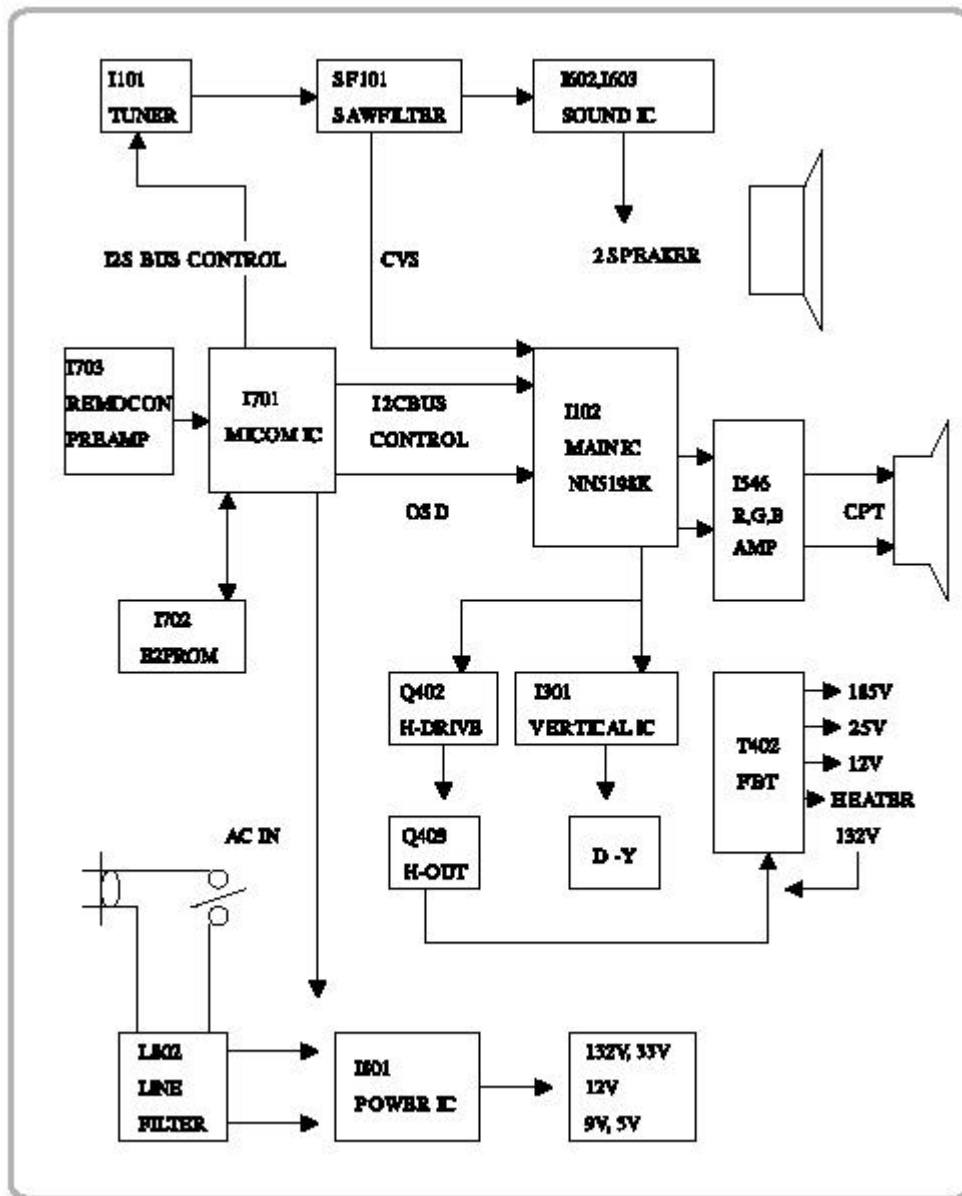 I101
TUNER
SF101
SAWFILTER
I602,I603
SOUND IC
I2S BUS CONTROL
CVS
2 SPEAKER
I703
REMOCON
PREAMP
I701
MICOM IC
I2CBUS
CONTROL
OSD
I102
MAIN IC
NN5198K
I546
R,G,B
AMP
CPT
I702
E2PROM
Q402
H-DRIVE
I301
VERTICAL IC
T402
FBT
185V
25V
12V
HEATER
132V
AC IN
Q403
H-OUT
D -Y
L802
LINE
FILTER
I801
POWER IC
132V, 33V
12V
9V, 5V